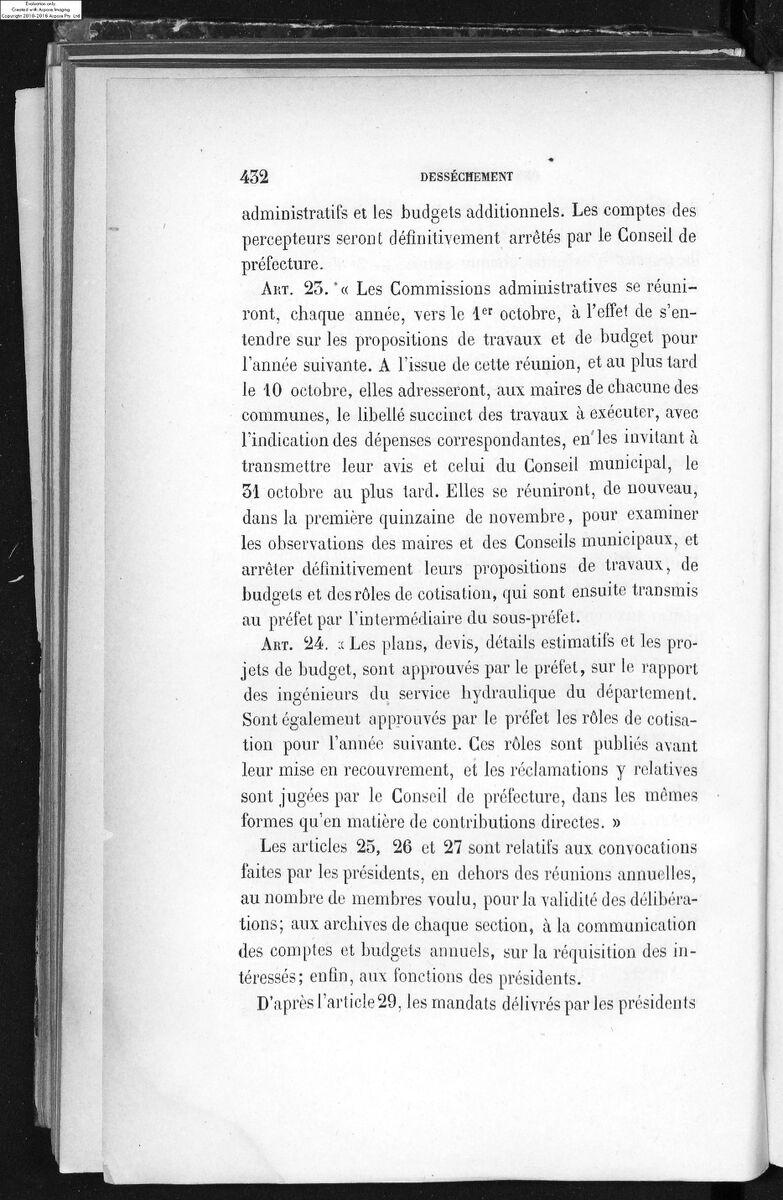 Evaluation only.
Created with Aspose.Imaging.
Copyright 2010-2016 Aspose Pty Ltd.
432 DESSÉCHEMENT
administratifs et les budgets additionnels. Les comptes des
percepteurs seront définitivement arrêtés par le Conseil de
préfecture.
ART. 23. « Les Commissions administratives se réuni-
ront, chaque année, vers le 1er octobre, à l'effet de s'en-
tendre sur les propositions de travaux et de budget pour
l'année suivante. A l'issue de cette réunion, et au plus tard
le 10 octobre, elles adresseront, aux maires de chacune des
communes, le libellé succinct des travaux à exécuter, avec
l'indication des dépenses correspondantes, en les invitant à
transmettre leur avis et celui du Conseil municipal, le
31 octobre au plus tard. Elles se réuniront, de nouveau,
dans la première quinzaine de novembre, pour examiner
les observations des maires et des Conseils municipaux, et
arrêter définitivement leurs propositions de travaux, de
budgets et des rôles de cotisation, qui sont ensuite transmis
au préfet par l'intermédiaire du sous-préfet.
ART. 24. « Les plans, devis, détails estimatifs et les pro-
jets de budget, sont approuvés par le préfet, sur le rapport
des ingénieurs du service hydraulique du département.
Sont également approuvés par le préfet les rôles de cotisa-
tion pour l'année suivante. Ces rôles sont publiés avant
leur mise en recouvrement, et les réclamations y relatives
sont jugées par le Conseil de préfecture, dans les mêmes
formes qu'en matière de contributions directes. »
Les articles 25, 26 et 27 sont relatifs aux convocations
faites par les présidents, en dehors des réunions annuelles,
au nombre de membres voulu, pour la validité des délibéra-
tions; aux archives de chaque section, à la communication
des comptes et budgets annuels, sur la réquisition des in-
téressés; enfin, aux fonctions des présidents.
D'après l'article 29, les mandats délivrés par les présidents